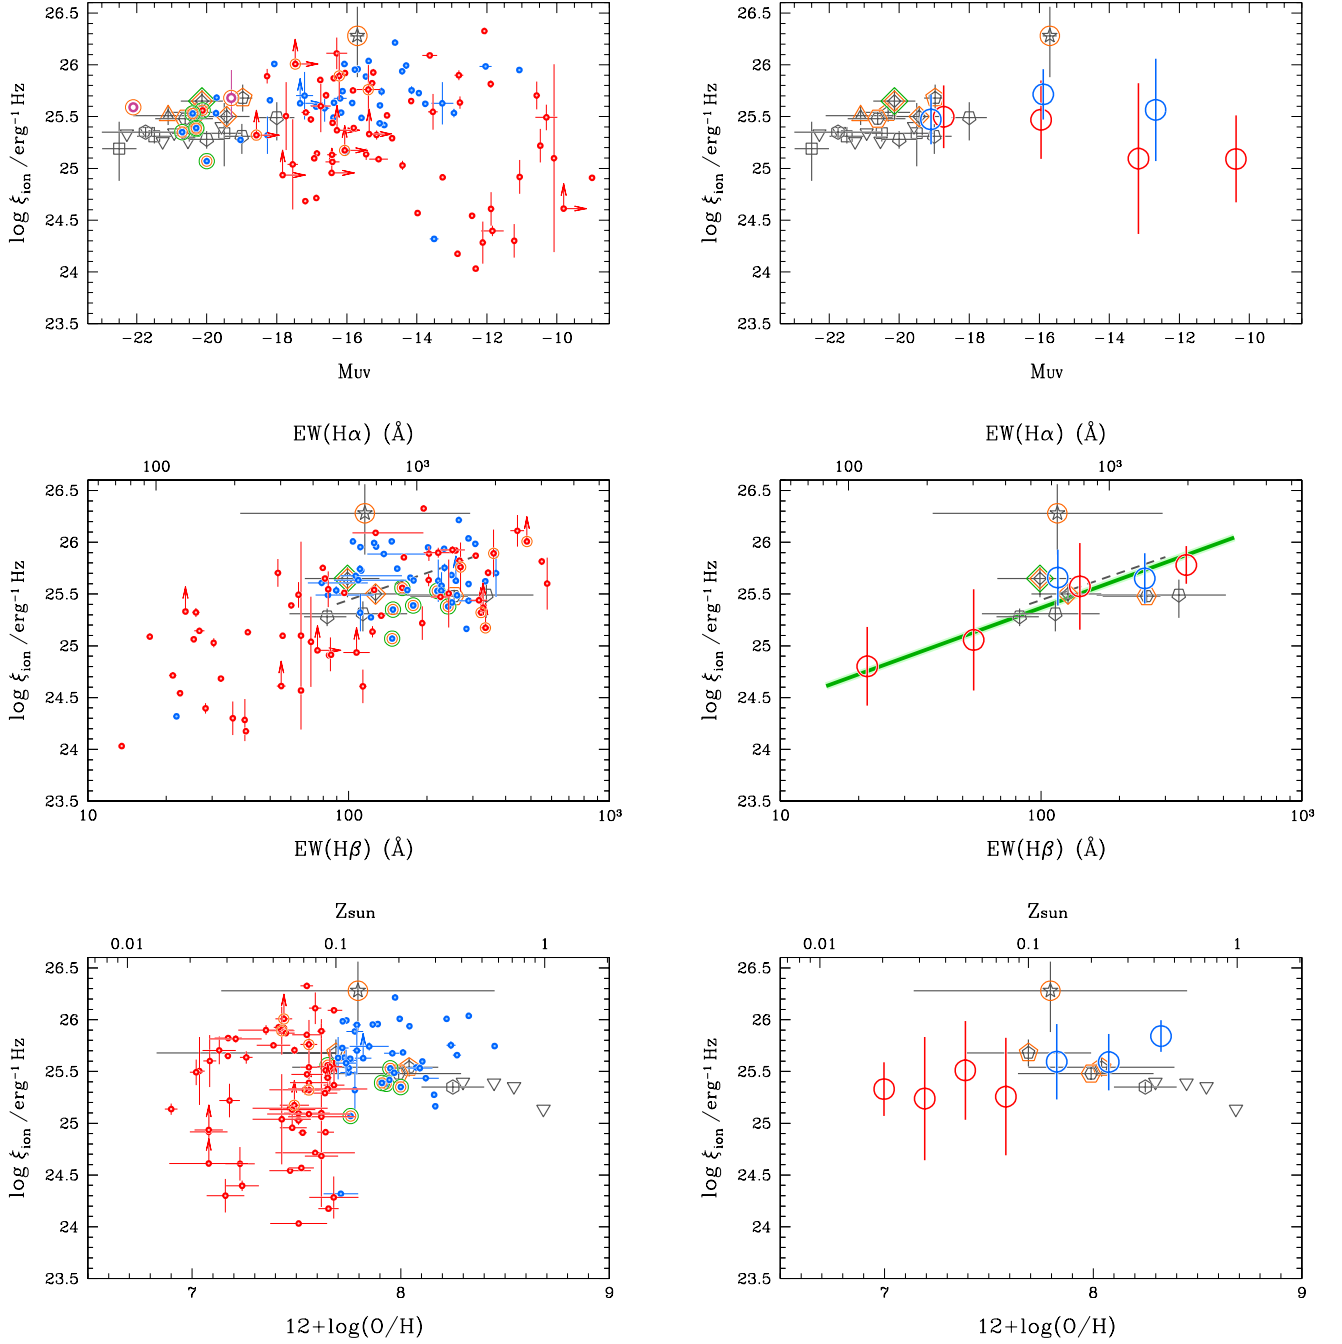 26.5
26
25.5
25
24.5
24
23.5
log ξion /erg⁻¹ Hz
−22 −20 −18 −16 −14 −12 −10
MUV
26.5
26
25.5
25
24.5
24
23.5
log ξion /erg⁻¹ Hz
−22 −20 −18 −16 −14 −12 −10
MUV
EW(Hα) (Å)
100 10³
26.5
26
25.5
25
24.5
24
23.5
log ξion /erg⁻¹ Hz
10 100 10³
EW(Hβ) (Å)
EW(Hα) (Å)
100 10³
26.5
26
25.5
25
24.5
24
23.5
log ξion /erg⁻¹ Hz
10 100 10³
EW(Hβ) (Å)
Zsun
0.01 0.1 1
26.5
26
25.5
25
24.5
24
23.5
log ξion /erg⁻¹ Hz
7 8 9
12+log(O/H)
Zsun
0.01 0.1 1
26.5
26
25.5
25
24.5
24
23.5
log ξion /erg⁻¹ Hz
7 8 9
12+log(O/H)